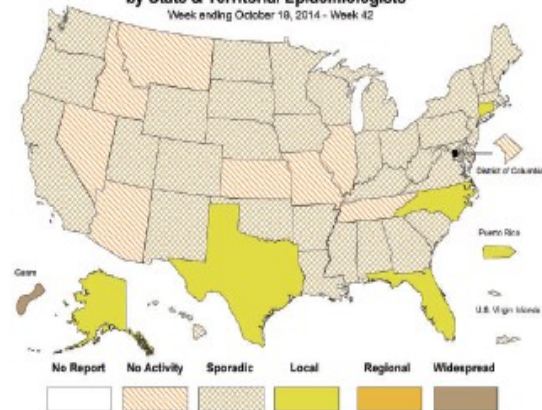 by State & Territorial Epidemiologists*
Week ending October 18, 2014 - Week 42
District of Columbia
Puerto Rico
Guam
U.S. Virgin Islands
No Report No Activity Sporadic Local Regional Widespread